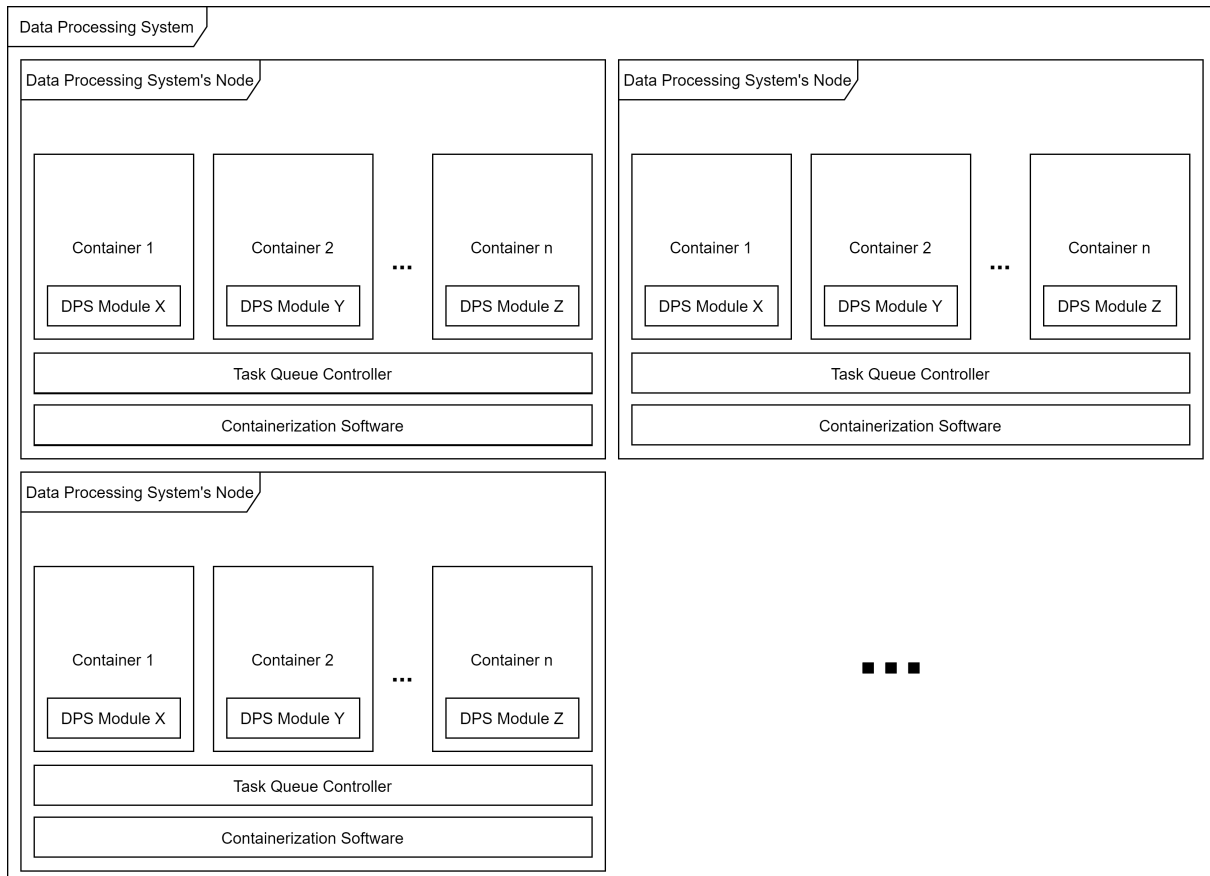 Data Processing System
Data Processing System's Node
Container 1
Container 2
...
Container n
DPS Module X
DPS Module Y
DPS Module Z
Task Queue Controller
Containerization Software
Data Processing System's Node
Container 1
Container 2
...
Container n
DPS Module X
DPS Module Y
DPS Module Z
Task Queue Controller
Containerization Software
Data Processing System's Node
Container 1
Container 2
...
Container n
DPS Module X
DPS Module Y
DPS Module Z
Task Queue Controller
Containerization Software
...